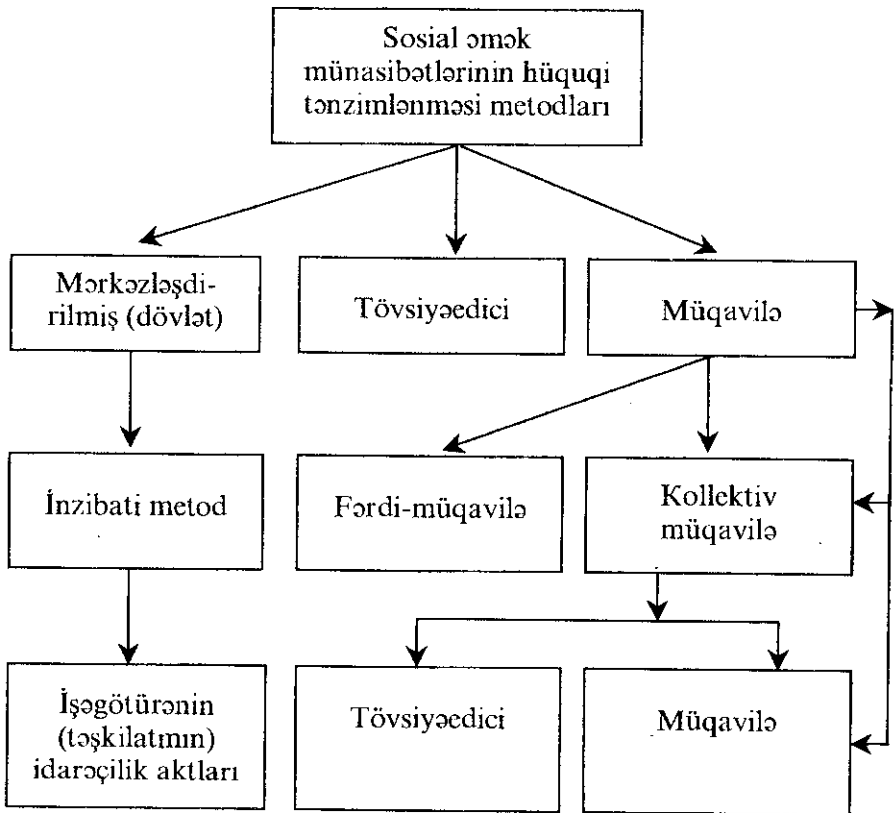 Sosial əmək
münasibətlərinin hüquqi
tənzimlənməsi metodları
Mərkəzləşdi-
rilmiş (dövlət)
Tövsiyəedici
Müqavilə
İnzibati metod
Fərdi-müqavilə
Kollektiv
müqavilə
İşəgötürənin
(təşkilatının)
idarəçilik aktları
Tövsiyəedici
Müqavilə